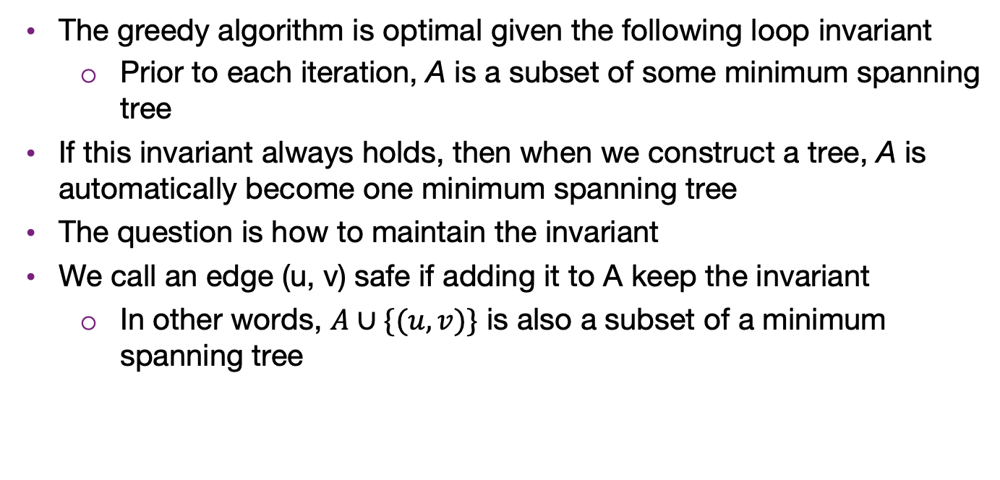 • The greedy algorithm is optimal given the following loop invariant
○ Prior to each iteration, A is a subset of some minimum spanning
tree
• If this invariant always holds, then when we construct a tree, A is
automatically become one minimum spanning tree
• The question is how to maintain the invariant
• We call an edge (u, v) safe if adding it to A keep the invariant
○ In other words, A ∪ {(u, v)} is also a subset of a minimum
spanning tree